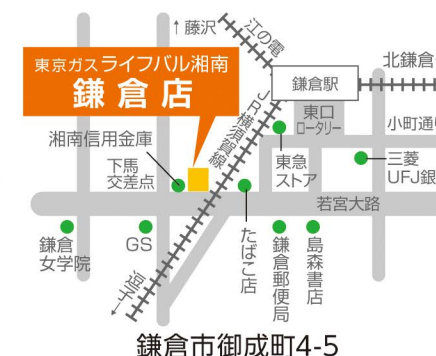 ↑藤沢
江の電
東京ガス ライフバル湘南
鎌倉店
鎌倉駅
北鎌倉
東口
ロータリー
小町通り
JR横須賀線
湘南信用金庫
下馬
交差点
東急
ストア
三菱
UFJ銀
若宮大路
鎌倉
女学院
GS
逗子→
たばこ店
鎌倉郵便局
島森書店
鎌倉市御成町4-5